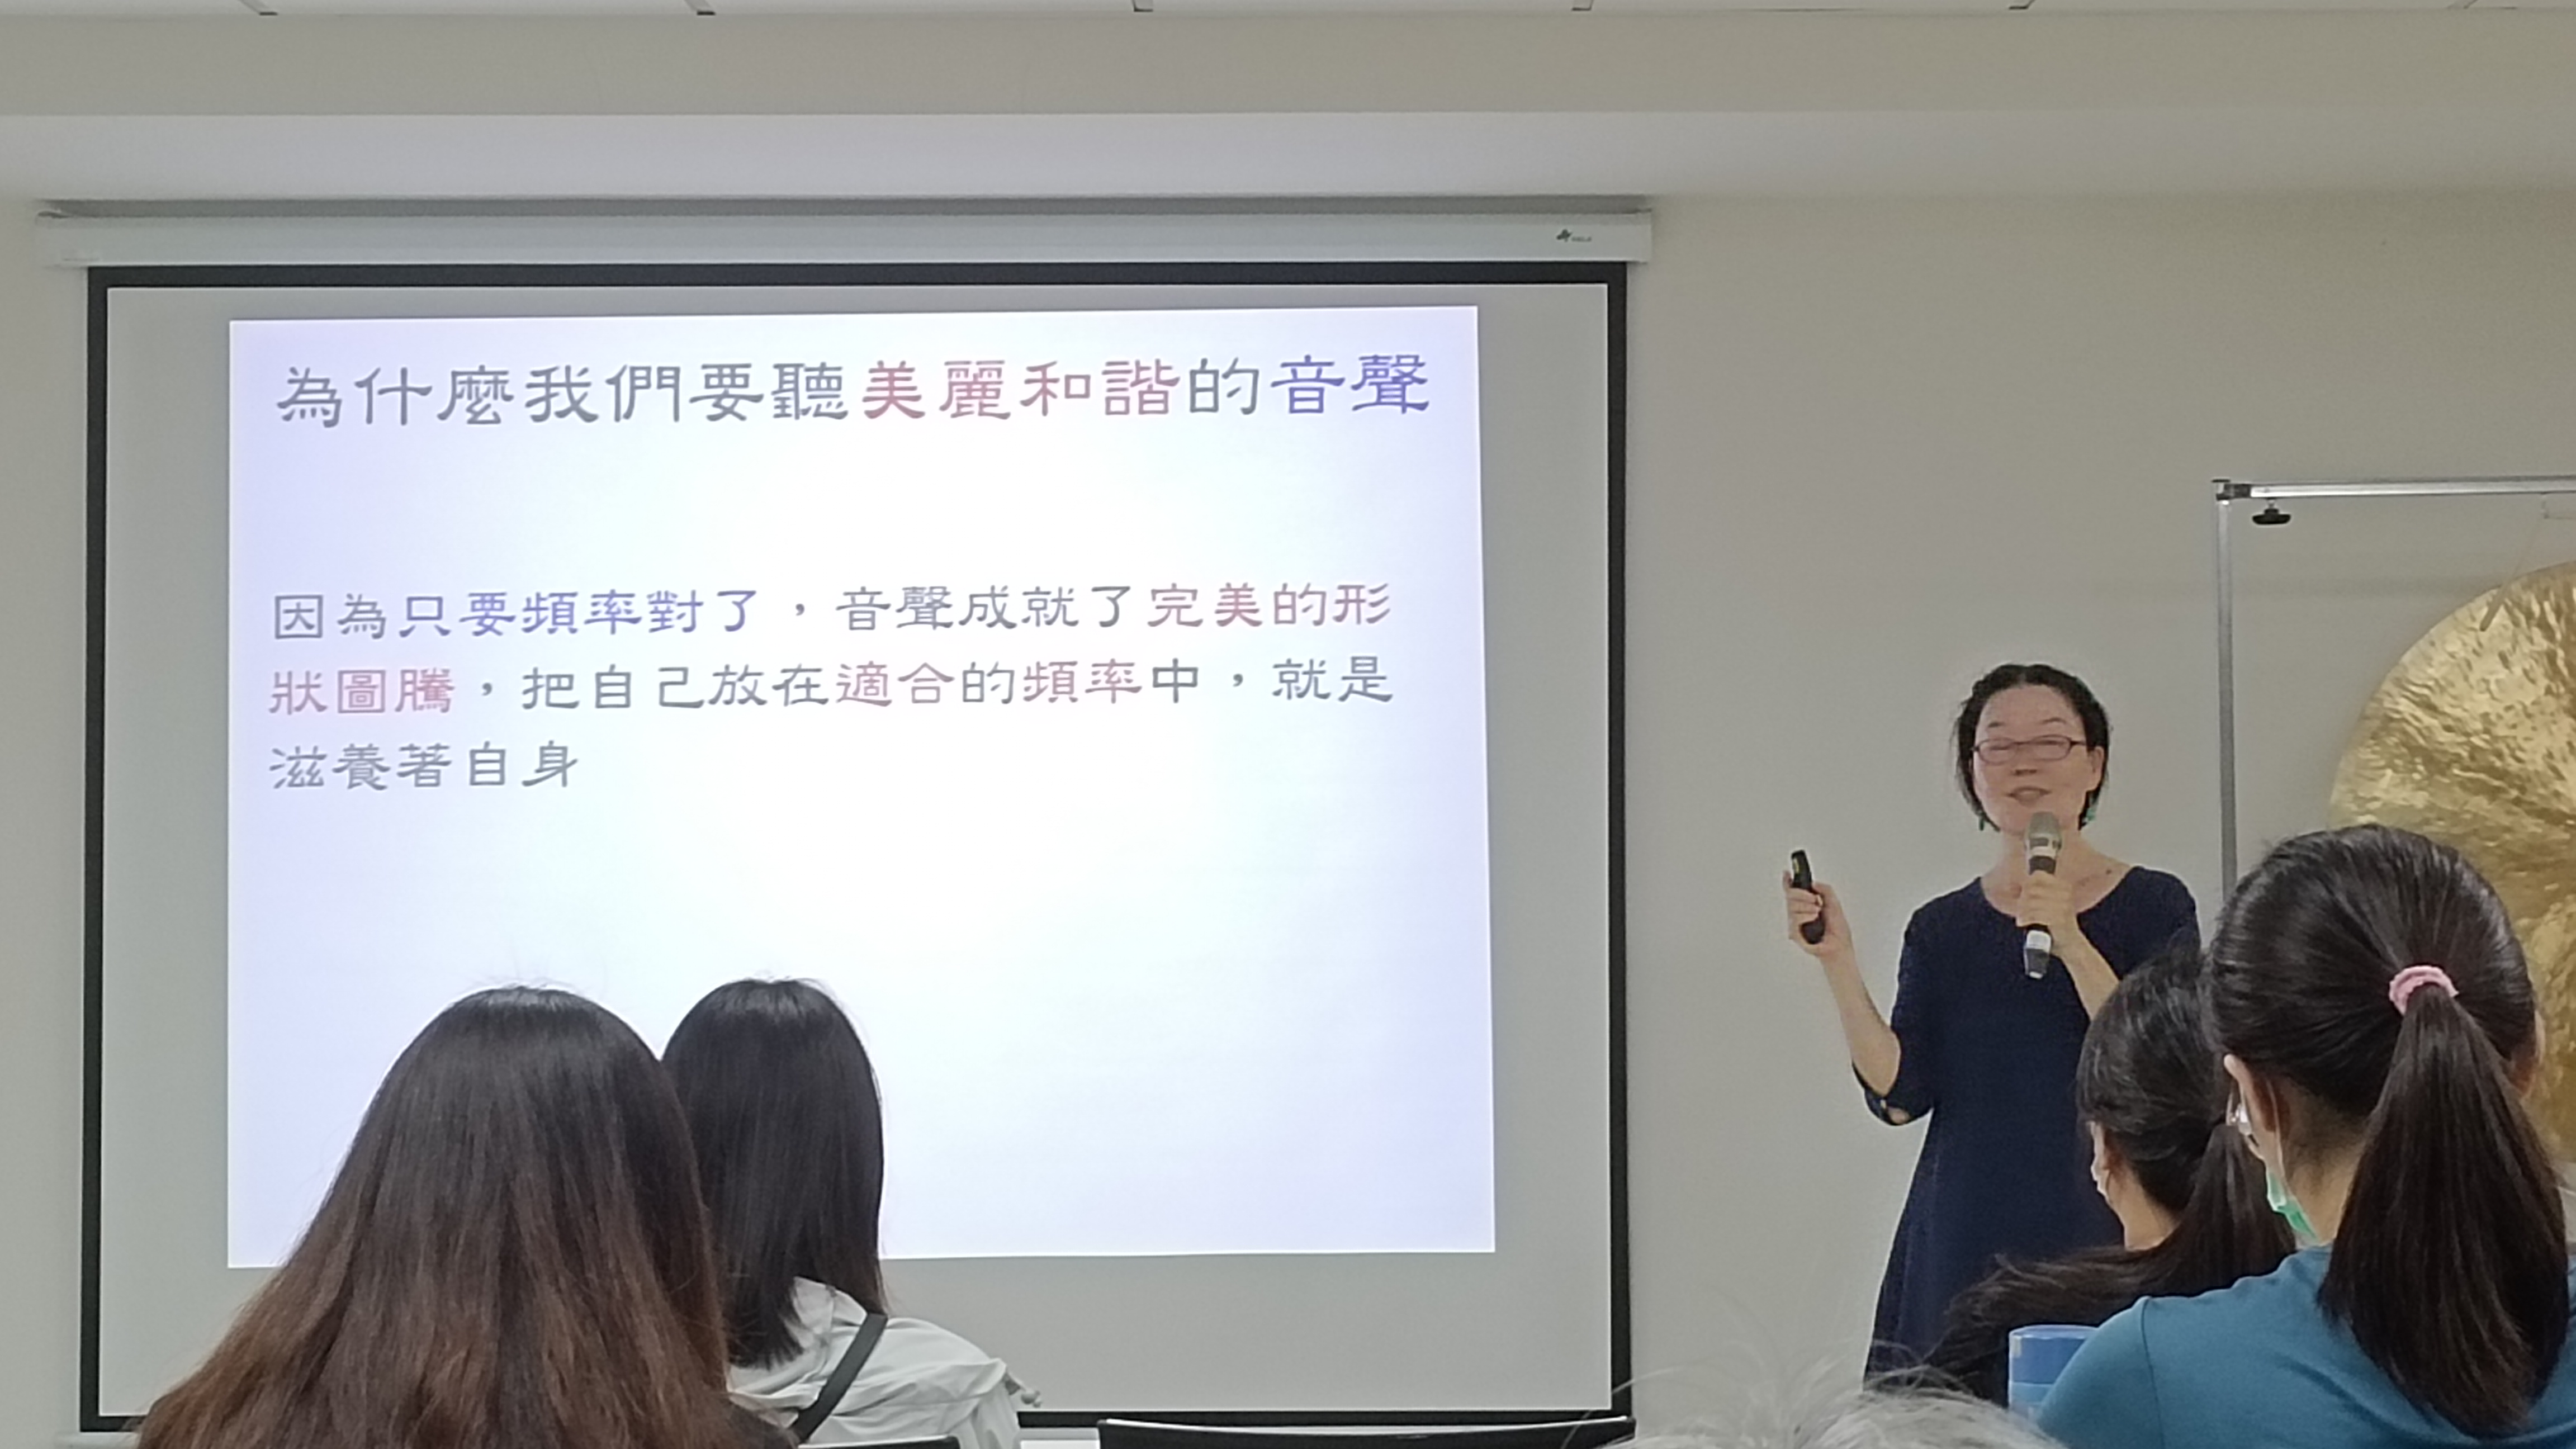 為什麼我們要聽美麗和諧的音聲
因為只要頻率對了，音聲成就了完美的形
狀圖騰，把自己放在適合的頻率中，就是
滋養著自身